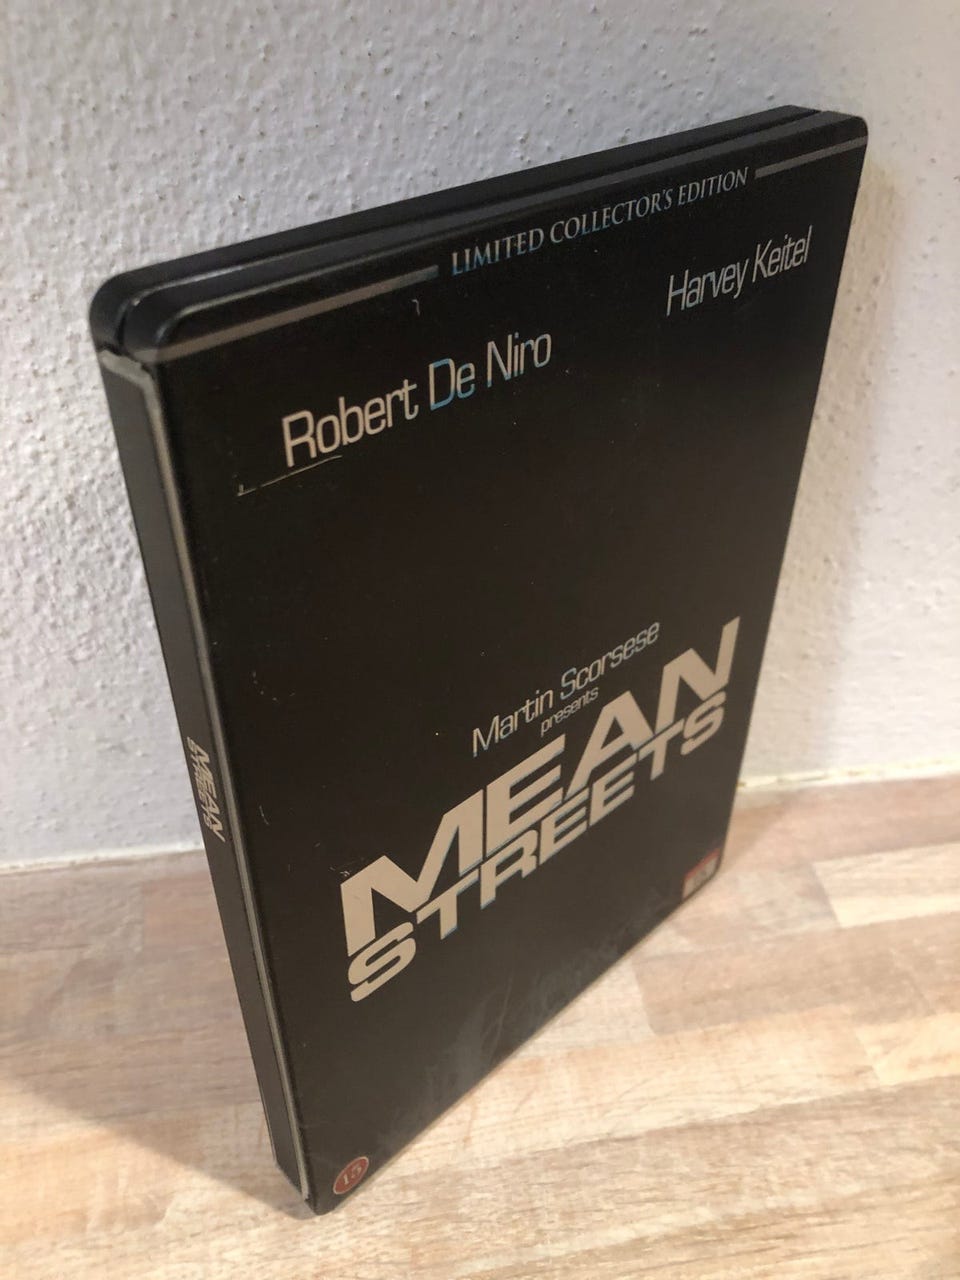 LIMITED COLLECTOR'S EDITION
Robert De Niro
Harvey Keitel
Martin Scorsese
presents
MEAN
STREETS
MEAN
STREETS
15